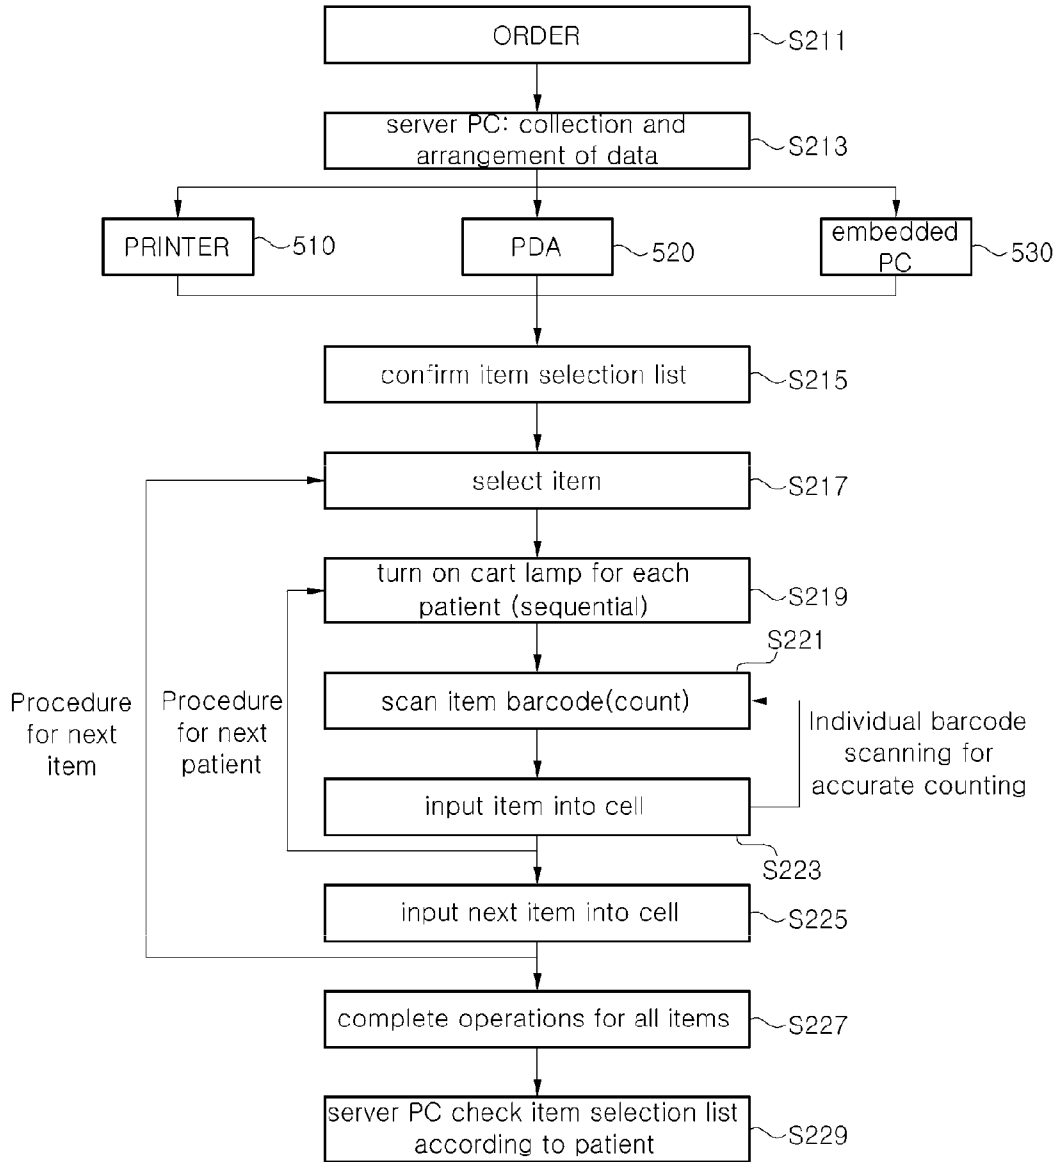 ORDER
S211
server PC: collection and
arrangement of data
S213
PRINTER
510
PDA
520
embedded
PC
530
confirm item selection list
S215
select item
S217
turn on cart lamp for each
patient (sequential)
S219
S221
scan item barcode(count)
Procedure
for next
item
Procedure
for next
patient
Individual barcode
scanning for
accurate counting
input item into cell
S223
input next item into cell
S225
complete operations for all items
S227
server PC check item selection list
according to patient
S229